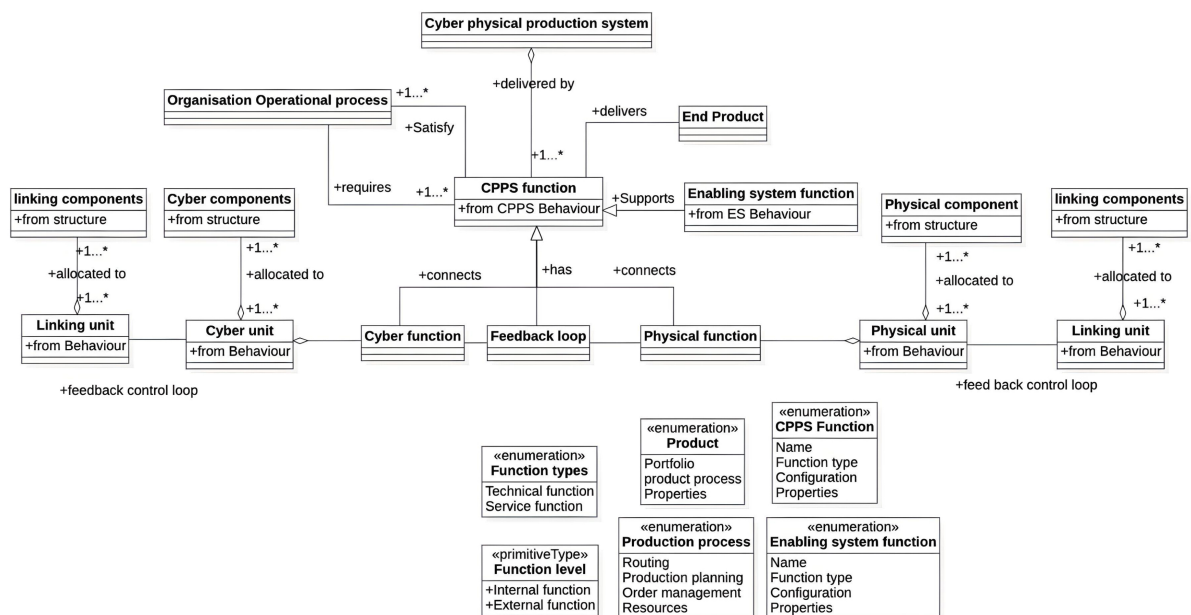 Cyber physical production system
+delivered by
+1...*
Organisation Operational process
+1...*
+Satisfy
+requires
+1...*
+delivers
End Product
CPPS function
+from CPPS Behaviour
+Supports
Enabling system function
+from ES Behaviour
linking components
+from structure
+1...*
+allocated to
+1...*
Linking unit
+from Behaviour
Cyber components
+from structure
+1...*
+allocated to
+1...*
Cyber unit
+from Behaviour
+feedback control loop
+connects
+has
+connects
Cyber function
Feedback loop
Physical function
Physical component
+from structure
+1...*
+allocated to
+1...*
Physical unit
+from Behaviour
linking components
+from structure
+1...*
+allocated to
+1...*
Linking unit
+from Behaviour
+feed back control loop
«enumeration»
Function types
Technical function
Service function
«enumeration»
Product
Portfolio
product process
Properties
«enumeration»
CPPS Function
Name
Function type
Configuration
Properties
«primitiveType»
Function level
+Internal function
+External function
«enumeration»
Production process
Routing
Production planning
Order management
Resources
«enumeration»
Enabling system function
Name
Function type
Configuration
Properties